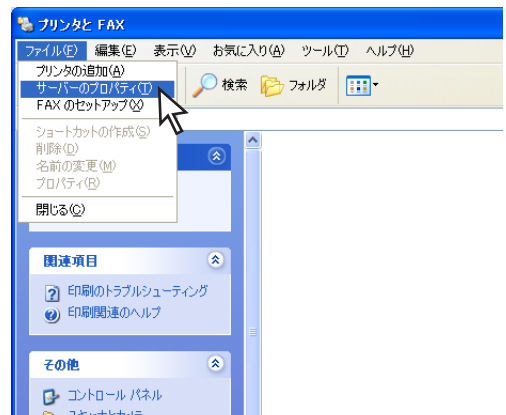 プリンタと FAX
ファイル(F) 編集(E) 表示(V) お気に入り(A) ツール(T) ヘルプ(H)
プリンタの追加(A)
サーバーのプロパティ(T)
FAX のセットアップ(X)
検索 フォルダ
ショートカットの作成(S)
削除(D)
名前の変更(M)
プロパティ(R)
閉じる(C)
関連項目
印刷のトラブルシューティング
印刷関連のヘルプ
その他
コントロール パネル